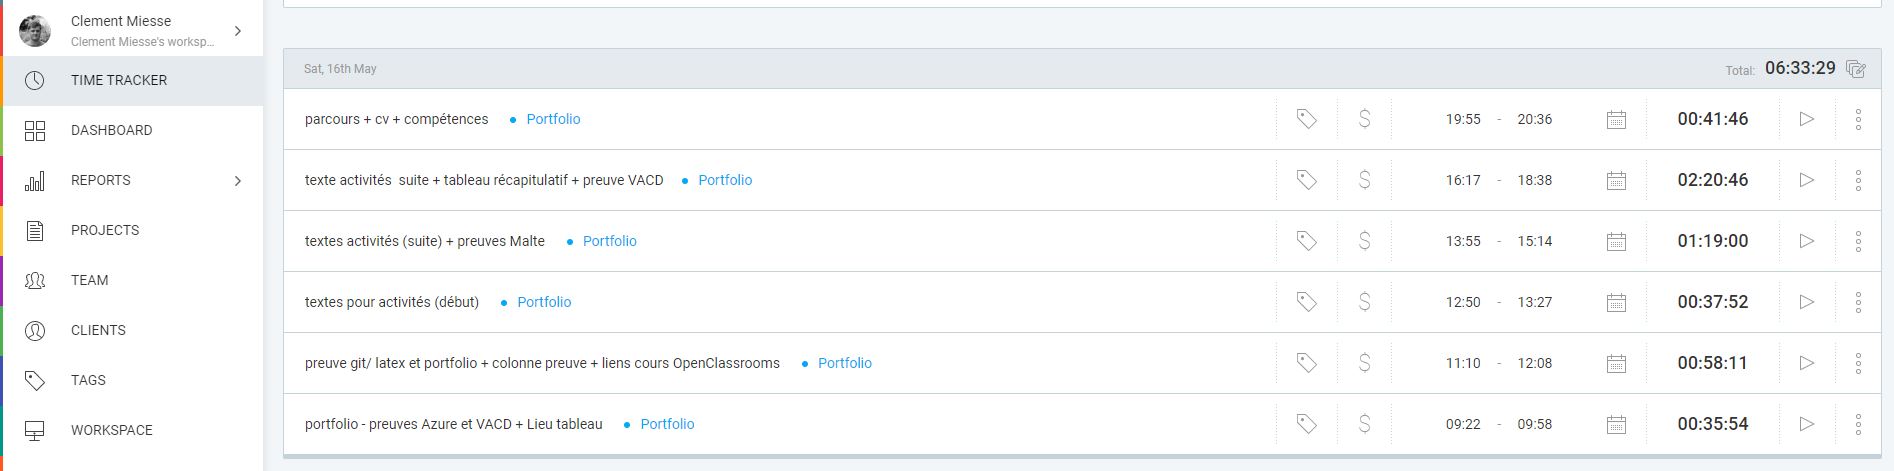 Clement Miesse
Clement Miesse's worksp...
TIME TRACKER
DASHBOARD
REPORTS
PROJECTS
TEAM
CLIENTS
TAGS
WORKSPACE
Sat, 16th May Total: 06:33:29
parcours + cv + compétences • Portfolio $ 19:55 - 20:36 00:41:46
texte activités  suite + tableau récapitulatif + preuve VACD • Portfolio $ 16:17 - 18:38 02:20:46
textes activités (suite) + preuves Malte • Portfolio $ 13:55 - 15:14 01:19:00
textes pour activités (début) • Portfolio $ 12:50 - 13:27 00:37:52
preuve git/ latex et portfolio + colonne preuve + liens cours OpenClassrooms • Portfolio $ 11:10 - 12:08 00:58:11
portfolio - preuves Azure et VACD + Lieu tableau • Portfolio $ 09:22 - 09:58 00:35:54